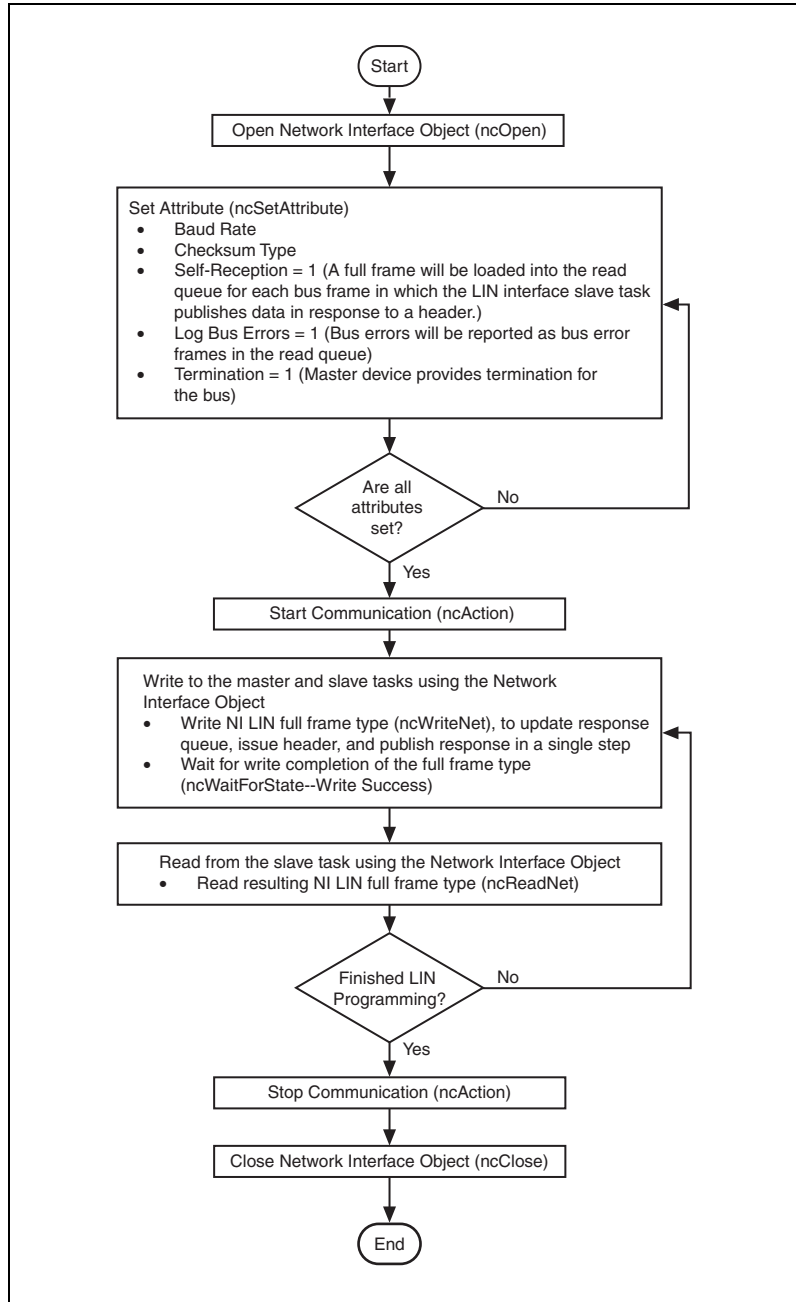 Start
Open Network Interface Object (ncOpen)
Set Attribute (ncSetAttribute)
• Baud Rate
• Checksum Type
• Self-Reception = 1 (A full frame will be loaded into the read
queue for each bus frame in which the LIN interface slave task
publishes data in response to a header.)
• Log Bus Errors = 1 (Bus errors will be reported as bus error
frames in the read queue)
• Termination = 1 (Master device provides termination for
the bus)
Are all
attributes
set?
No
Yes
Start Communication (ncAction)
Write to the master and slave tasks using the Network
Interface Object
• Write NI LIN full frame type (ncWriteNet), to update response
queue, issue header, and publish response in a single step
• Wait for write completion of the full frame type
(ncWaitForState--Write Success)
Read from the slave task using the Network Interface Object
• Read resulting NI LIN full frame type (ncReadNet)
Finished LIN
Programming?
No
Yes
Stop Communication (ncAction)
Close Network Interface Object (ncClose)
End